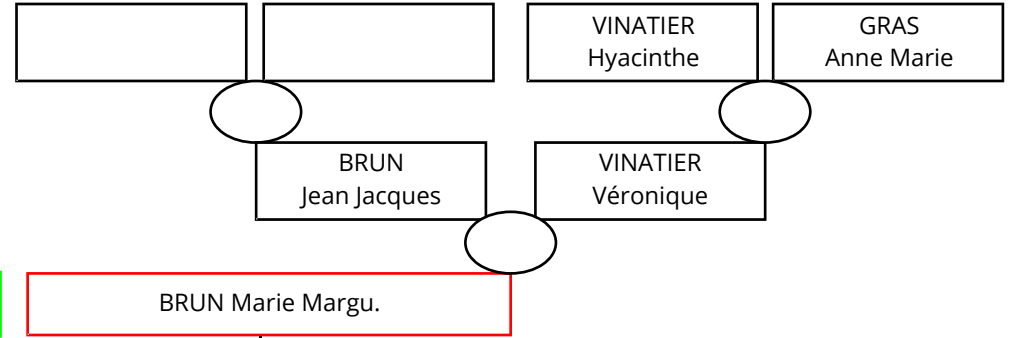 VINATIER
Hyacinthe
GRAS
Anne Marie
BRUN
Jean Jacques
VINATIER
Véronique
BRUN Marie Margu.